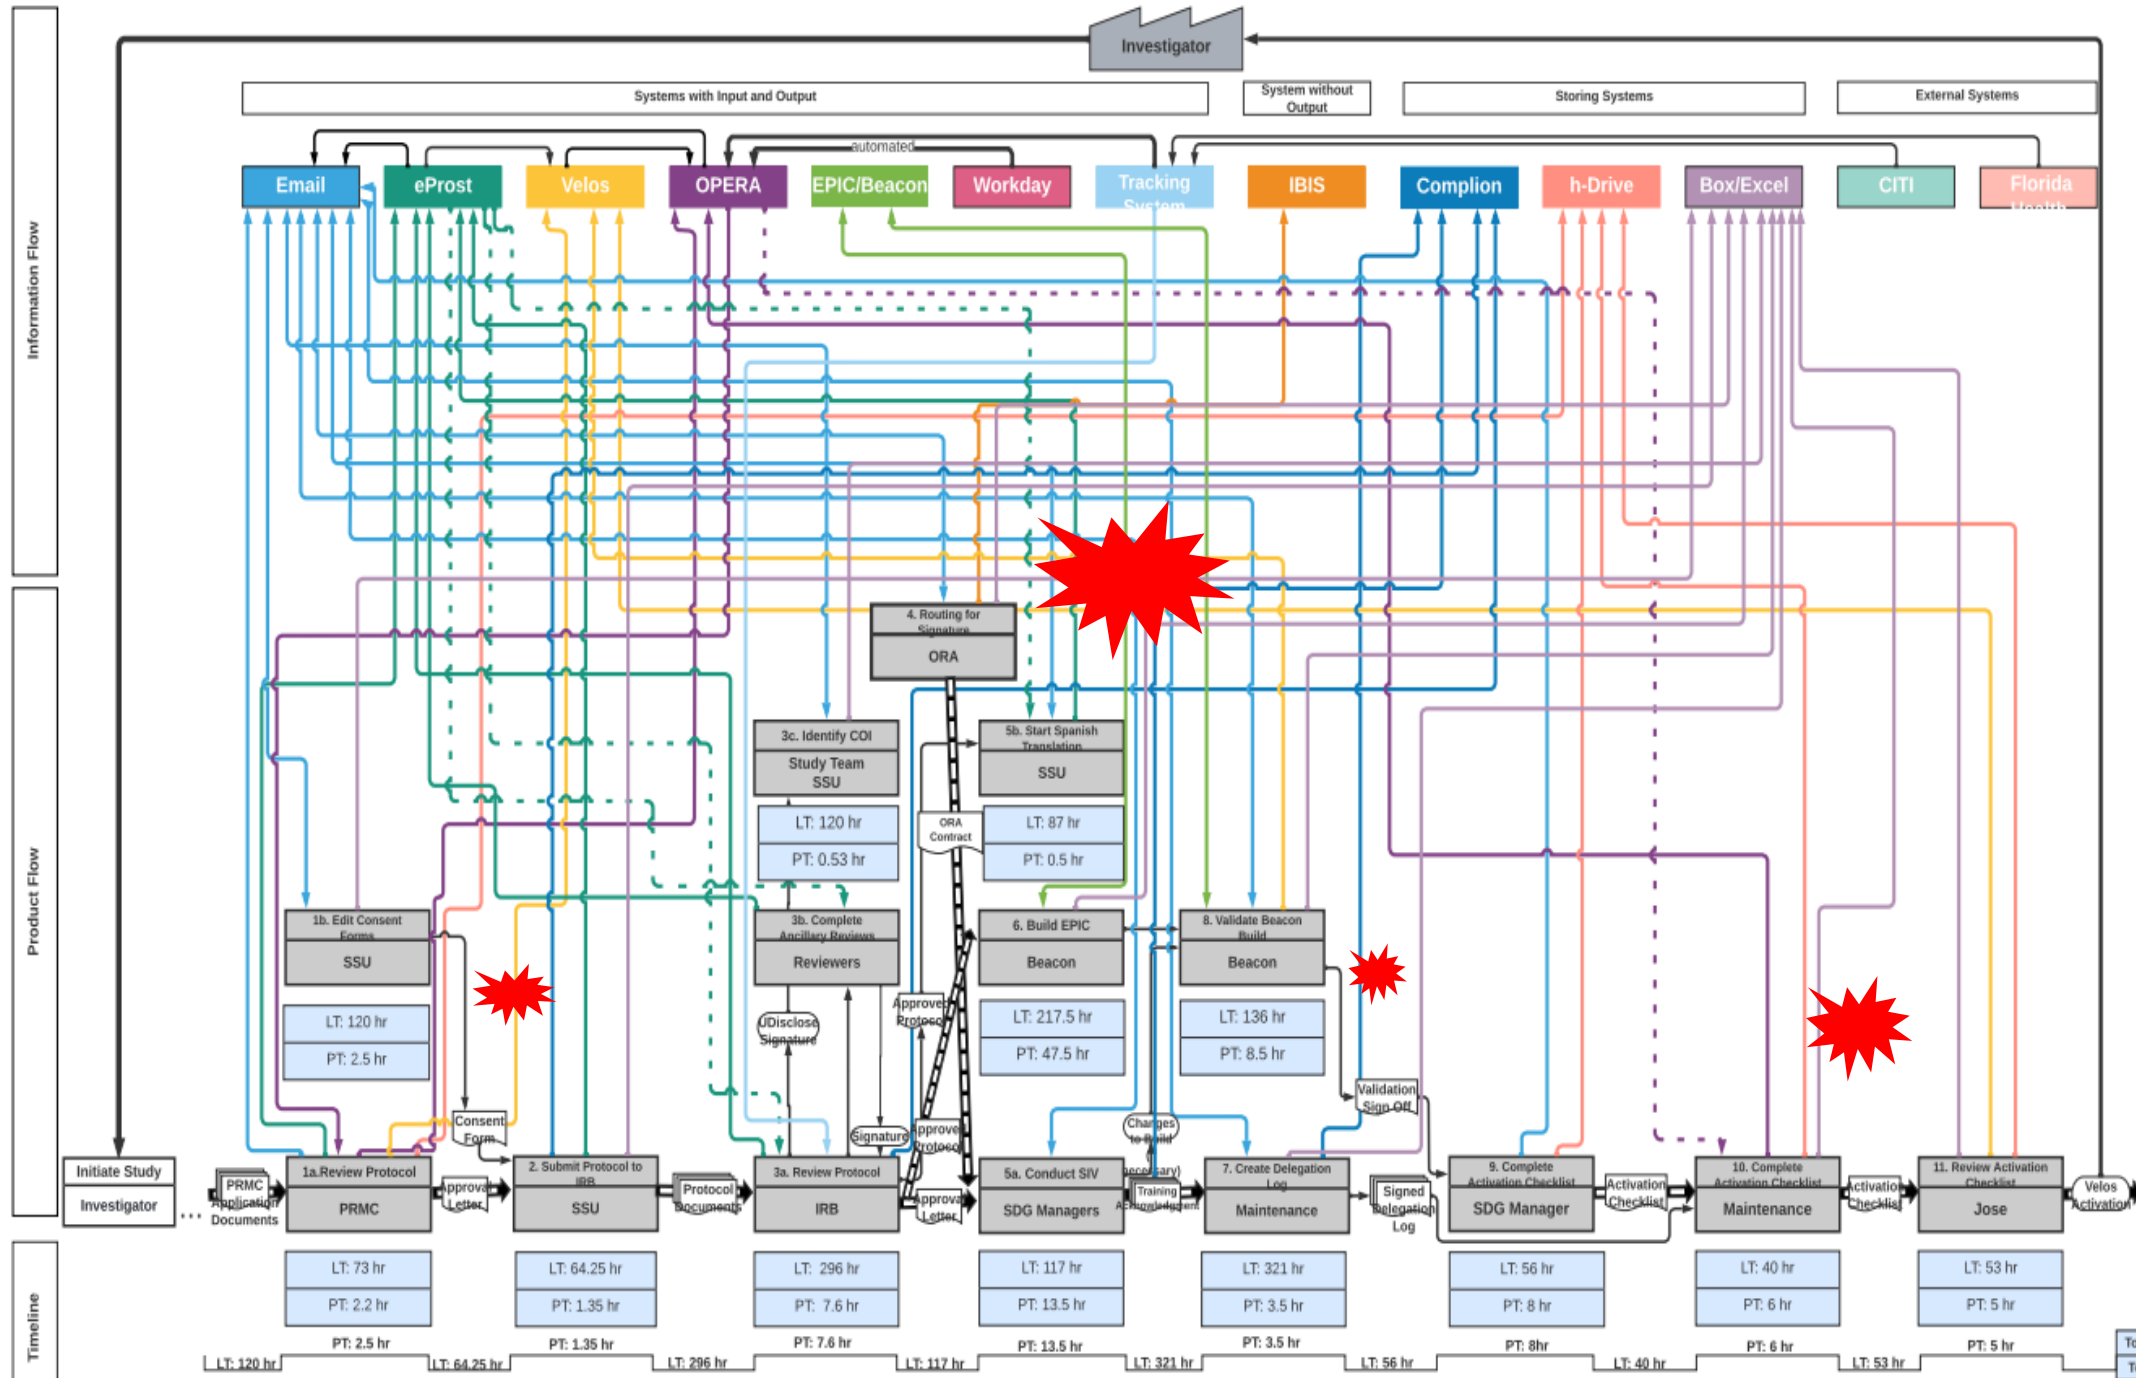 Investigator
Systems with Input and Output
System without
Output
Storing Systems
External Systems
automated
Email
eProst
Velos
OPERA
EPIC/Beacon
Workday
Tracking
System
IBIS
Complion
h-Drive
Box/Excel
CITI
Florida
Health
Information Flow
Product Flow
Timeline
4. Routing for
Signature
ORA
3c. Identify COI
Study Team
SSU
LT: 120 hr
PT: 0.53 hr
5b. Start Spanish
Translation
SSU
LT: 87 hr
PT: 0.5 hr
ORA
Contract
1b. Edit Consent
Forms
SSU
LT: 120 hr
PT: 2.5 hr
3b. Complete
Ancillary Reviews
Reviewers
6. Build EPIC
Beacon
LT: 217.5 hr
PT: 47.5 hr
8. Validate Beacon
Build
Beacon
LT: 136 hr
PT: 8.5 hr
UDisclose
Signature
Approved
Protocol
Consent
Form
Signature
Approved
Protocol
Changes
to Build
(
necessary)
Validation
Sign Off
Initiate Study
Investigator
...
PRMC
Application
Documents
1a.Review Protocol
PRMC
Approval
Letter
2. Submit Protocol to
IRB
SSU
Protocol
Documents
3a. Review Protocol
IRB
Approval
Letter
5a. Conduct SIV
SDG Managers
Training
Acknowledgment
7. Create Delegation
Log
Maintenance
Signed
Delegation
Log
9. Complete
Activation Checklist
SDG Manager
Activation
Checklist
10. Complete
Activation Checklist
Maintenance
Activation
Checklist
11. Review Activation
Checklist
Jose
Velos
Activation
LT: 73 hr
PT: 2.2 hr
LT: 64.25 hr
PT: 1.35 hr
LT: 296 hr
PT: 7.6 hr
LT: 117 hr
PT: 13.5 hr
LT: 321 hr
PT: 3.5 hr
LT: 56 hr
PT: 8 hr
LT: 40 hr
PT: 6 hr
LT: 53 hr
PT: 5 hr
LT: 120 hr
PT: 2.5 hr
LT: 64.25 hr
PT: 1.35 hr
LT: 296 hr
PT: 7.6 hr
LT: 117 hr
PT: 13.5 hr
LT: 321 hr
PT: 3.5 hr
LT: 56 hr
PT: 8hr
LT: 40 hr
PT: 6 hr
LT: 53 hr
PT: 5 hr